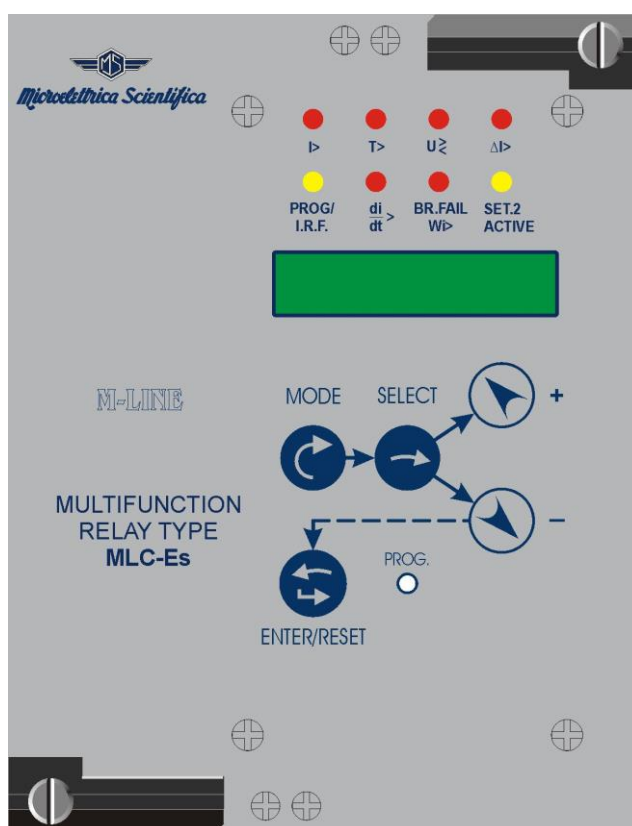 MS
Microelettrica Scientifica
I> T> U≷ ΔI>
PROG/ I.R.F. di/dt> BR.FAIL Wi> SET.2 ACTIVE
M-LINE
MODE SELECT +
MULTIFUNCTION
RELAY TYPE
MLC-Es
−
PROG.
ENTER/RESET